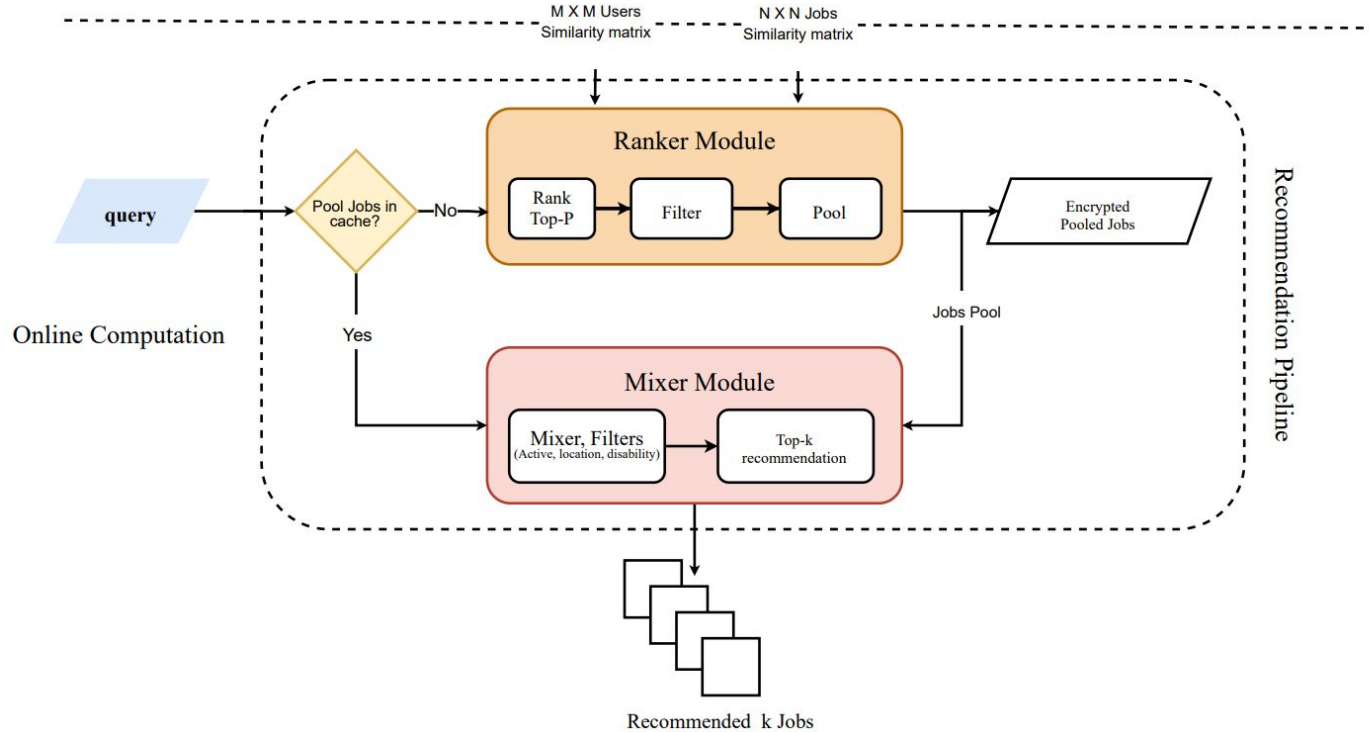 M X M Users
Similarity matrix
N X N Jobs
Similarity matrix
Ranker Module
Rank
Top-P
Filter
Pool
query
Pool Jobs in
cache?
No
Encrypted
Pooled Jobs
Recommendation Pipeline
Online Computation
Yes
Jobs Pool
Mixer Module
Mixer, Filters
(Active, location, disability)
Top-k
recommendation
Recommended k Jobs